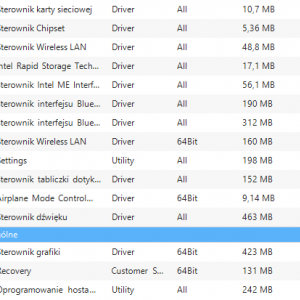 Sterownik karty sieciowej Driver All 10,7 MB
Sterownik Chipset Driver All 5,36 MB
Sterownik Wireless LAN Driver All 48,8 MB
Intel Rapid Storage Tech... Driver All 17,1 MB
Sterownik Intel ME Interf... Driver All 56,1 MB
Sterownik interfejsu Blue... Driver All 190 MB
Sterownik interfejsu Blue... Driver All 312 MB
Sterownik Wireless LAN Driver 64Bit 160 MB
Settings Utility All 198 MB
Sterownik tabliczki dotyk... Driver All 152 MB
Airplane Mode Control... Driver 64Bit 9,14 MB
Sterownik dźwięku Driver All 463 MB
gólne
Sterownik grafiki Driver 64Bit 423 MB
Recovery Customer S... 64Bit 131 MB
Oprogramowanie hosta... Utility All 242 MB